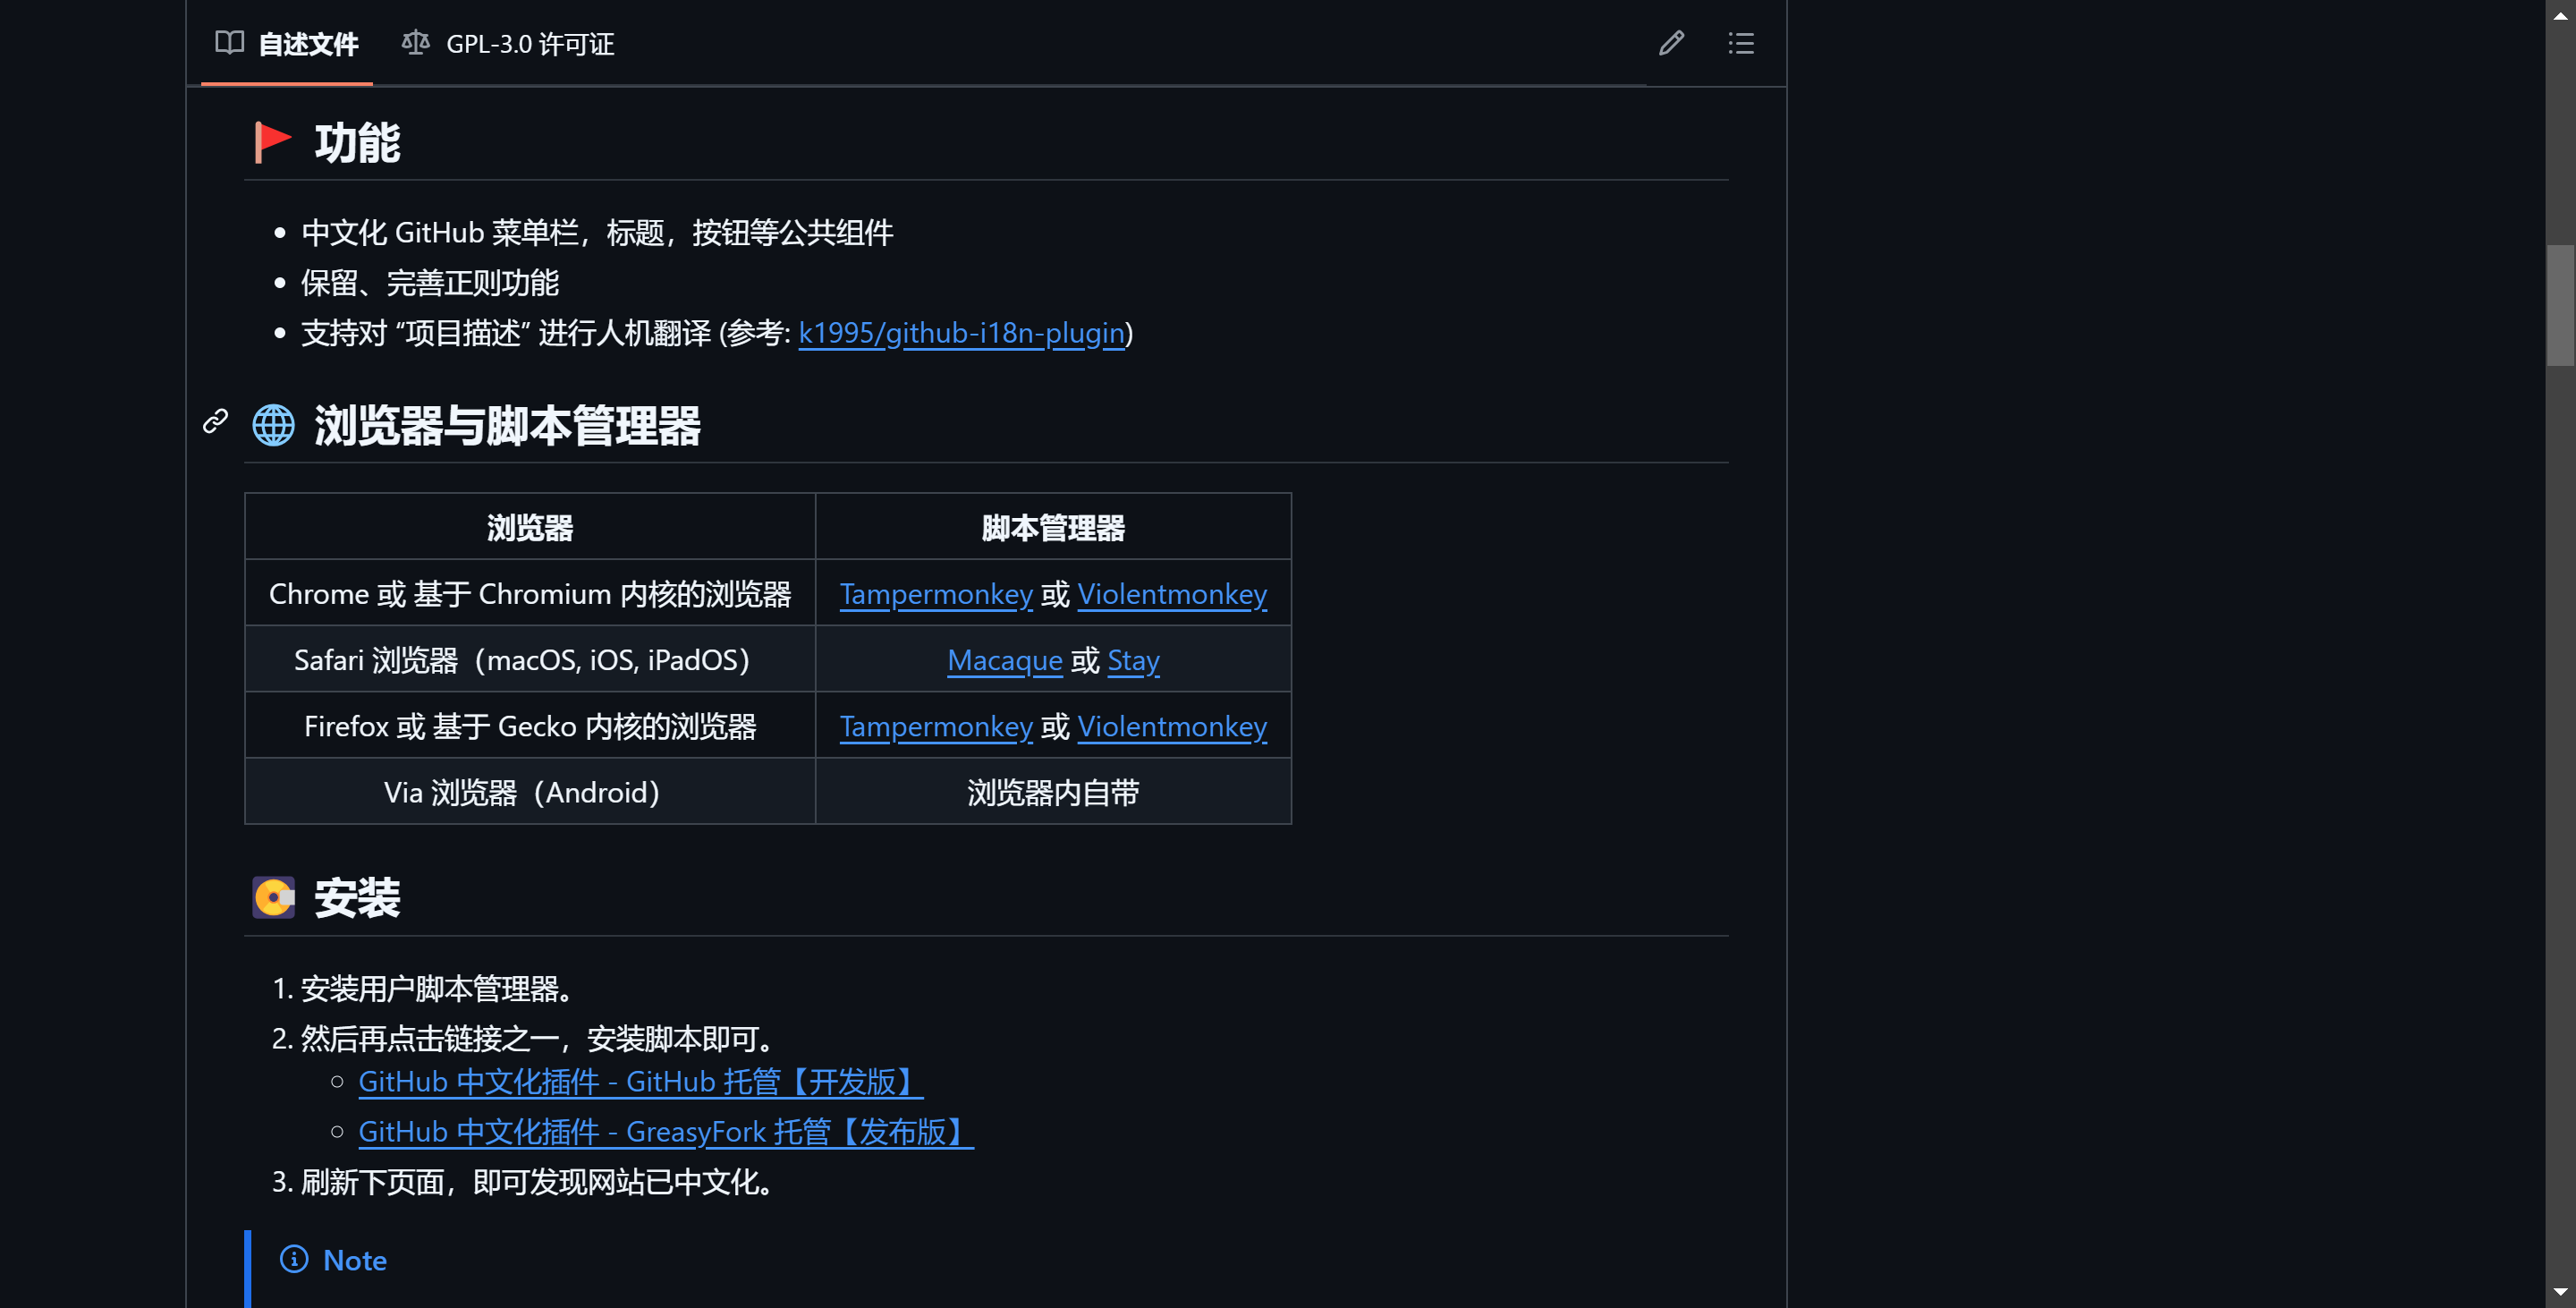 自述文件
GPL-3.0 许可证
功能
中文化 GitHub 菜单栏，标题，按钮等公共组件
保留、完善正则功能
支持对 “项目描述” 进行人机翻译 (参考: k1995/github-i18n-plugin)
浏览器与脚本管理器
浏览器 脚本管理器
Chrome 或 基于 Chromium 内核的浏览器 Tampermonkey 或 Violentmonkey
Safari 浏览器（macOS, iOS, iPadOS） Macaque 或 Stay
Firefox 或 基于 Gecko 内核的浏览器 Tampermonkey 或 Violentmonkey
Via 浏览器（Android） 浏览器内自带
安装
1. 安装用户脚本管理器。
2. 然后再点击链接之一，安装脚本即可。
GitHub 中文化插件 - GitHub 托管【开发版】
GitHub 中文化插件 - GreasyFork 托管【发布版】
3. 刷新下页面，即可发现网站已中文化。
Note